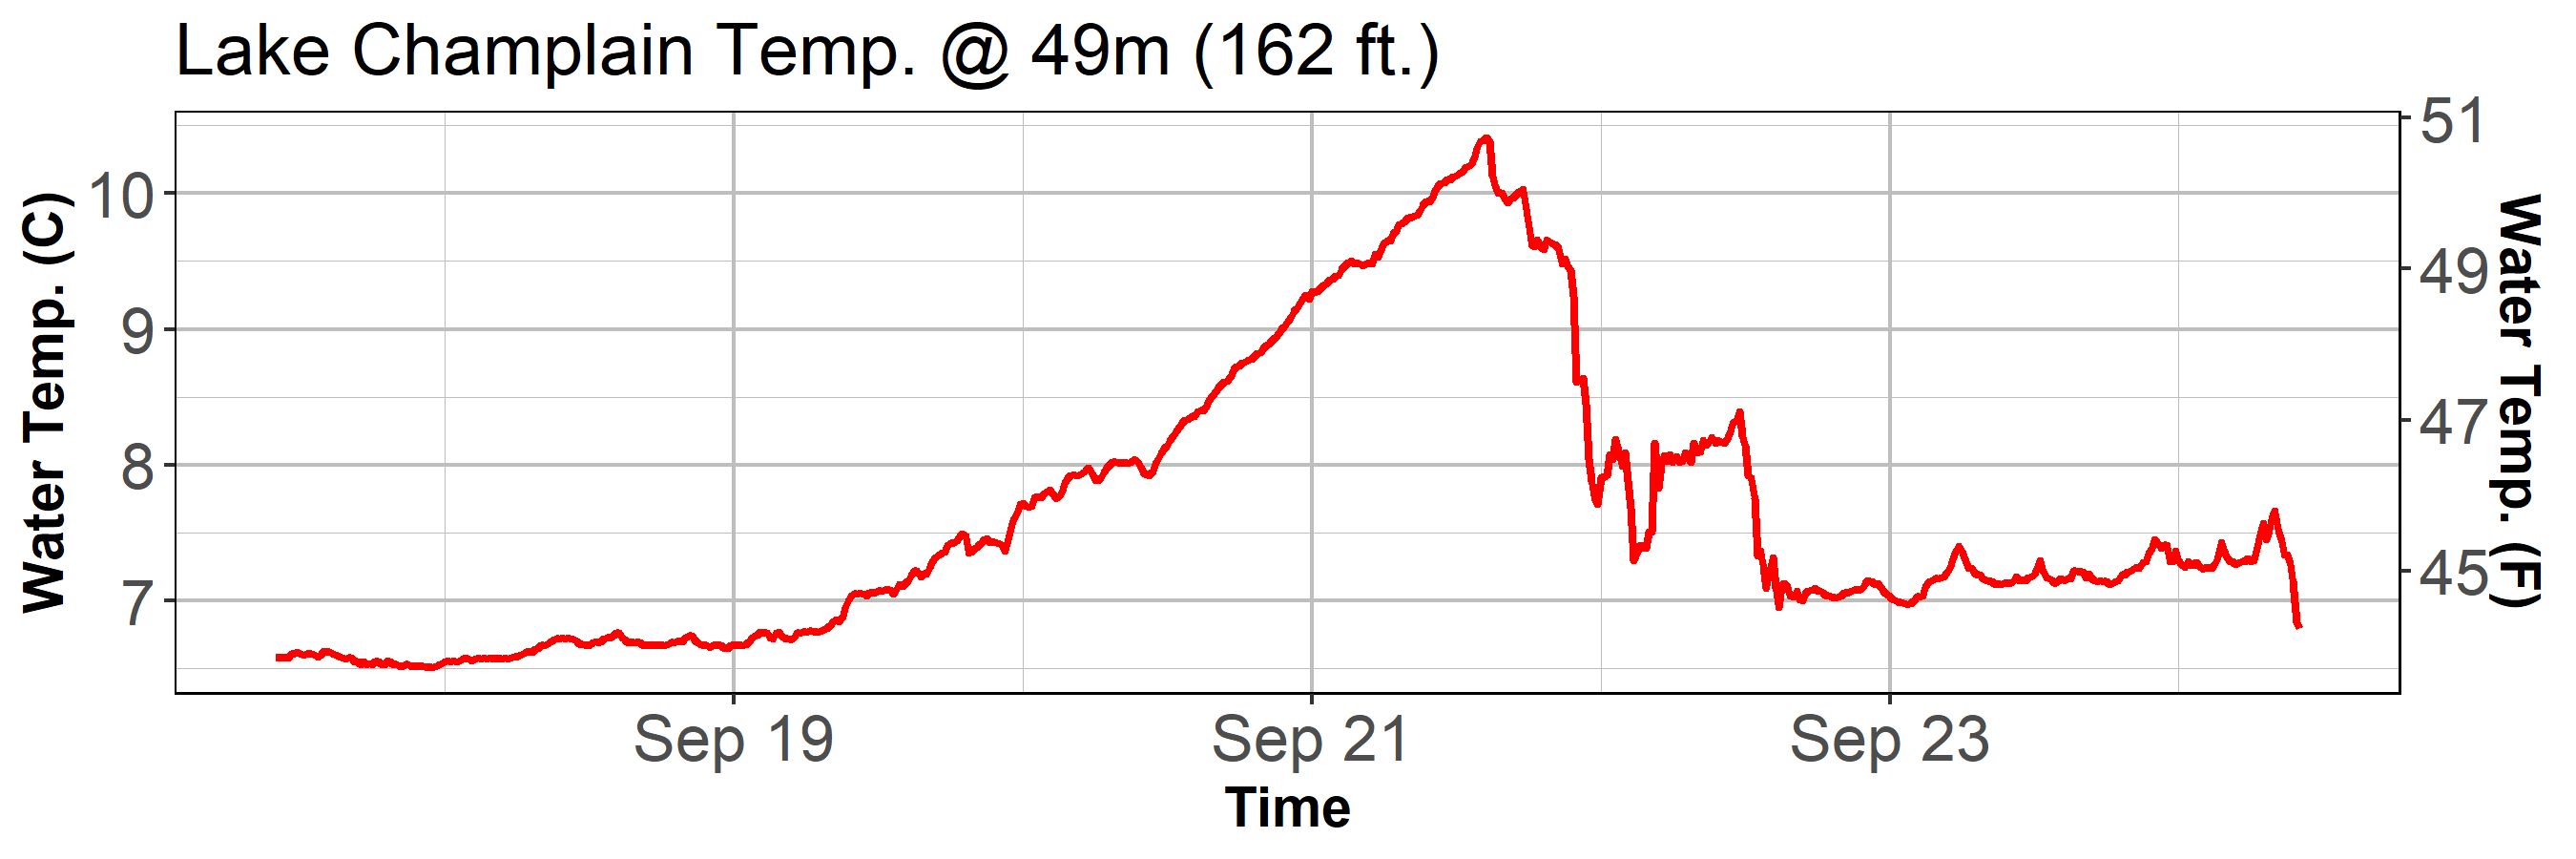 Lake Champlain Temp. @ 49m (162 ft.)
Water Temp. (C)
10
9
8
7
51
49
47
45
Water Temp. (F)
Sep 19
Sep 21
Sep 23
Time